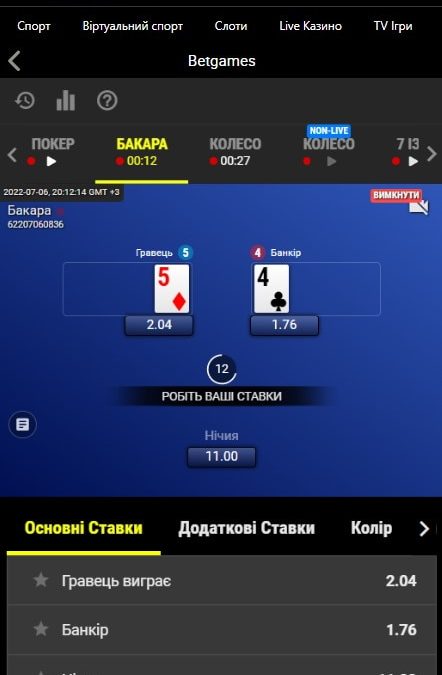 Спорт Віртуальний спорт Слоти Live Казино TV Ігри
Betgames
NON-LIVE
ПОКЕР БАКАРА КОЛЕСО КОЛЕСО 7 ІЗ
00:12 00:27
2022-07-06, 20:12:14 GMT +3 ВИМКНУТИ
Бакара
62207060836
Гравець 5 4 Банкір
5 4
2.04 1.76
12
РОБІТЬ ВАШІ СТАВКИ
Нічия
11.00
Основні Ставки Додаткові Ставки Колір
Гравець виграє 2.04
Банкір 1.76